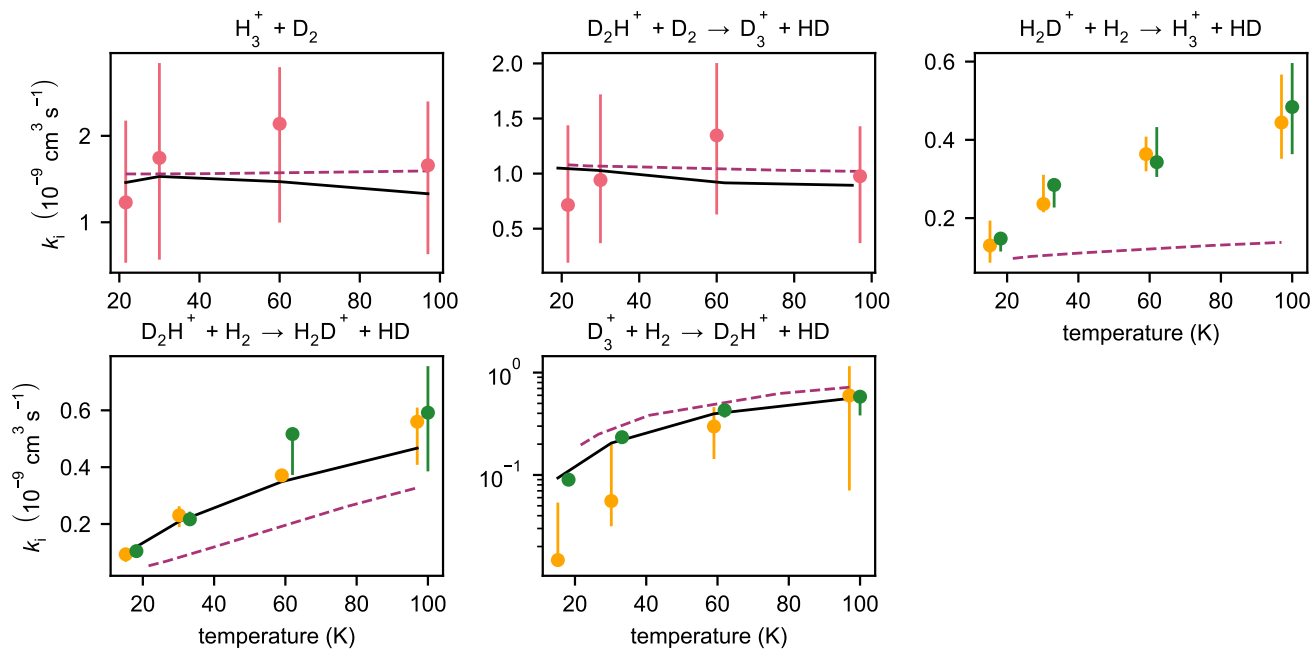 H₃⁺ + D₂
D₂H⁺ + D₂ → D₃⁺ + HD
H₂D⁺ + H₂ → H₃⁺ + HD
kᵢ (10⁻⁹ cm³ s⁻¹)
2
1
20 40 60 80 100
2.0
1.5
1.0
0.5
20 40 60 80 100
0.6
0.4
0.2
20 40 60 80 100
temperature (K)
D₂H⁺ + H₂ → H₂D⁺ + HD
D₃⁺ + H₂ → D₂H⁺ + HD
kᵢ (10⁻⁹ cm³ s⁻¹)
0.6
0.4
0.2
20 40 60 80 100
temperature (K)
10⁰
10⁻¹
20 40 60 80 100
temperature (K)